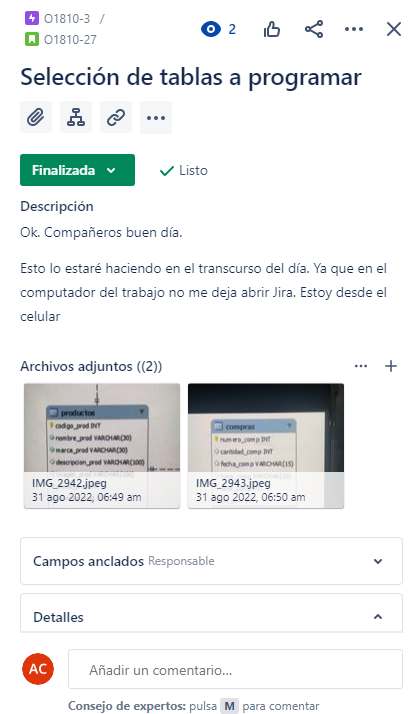 O1810-3 /
O1810-27
2
Selección de tablas a programar
Finalizada
Listo
Descripción
Ok. Compañeros buen día.
Esto lo estaré haciendo en el transcurso del día. Ya que en el
computador del trabajo no me deja abrir Jira. Estoy desde el
celular
Archivos adjuntos ((2))
productos
codigo_prod INT
nombre_prod VARCHAR(30)
marca_prod VARCHAR(30)
descripcion_prod VARCHAR(100)
IMG_2942.jpeg
31 ago 2022, 06:49 am
compras
numero_comp INT
cantidad_comp INT
fecha_comp VARCHAR(15)
IMG_2943.jpeg
31 ago 2022, 06:50 am
Campos anclados Responsable
Detalles
AC
Añadir un comentario...
Consejo de expertos: pulsa M para comentar